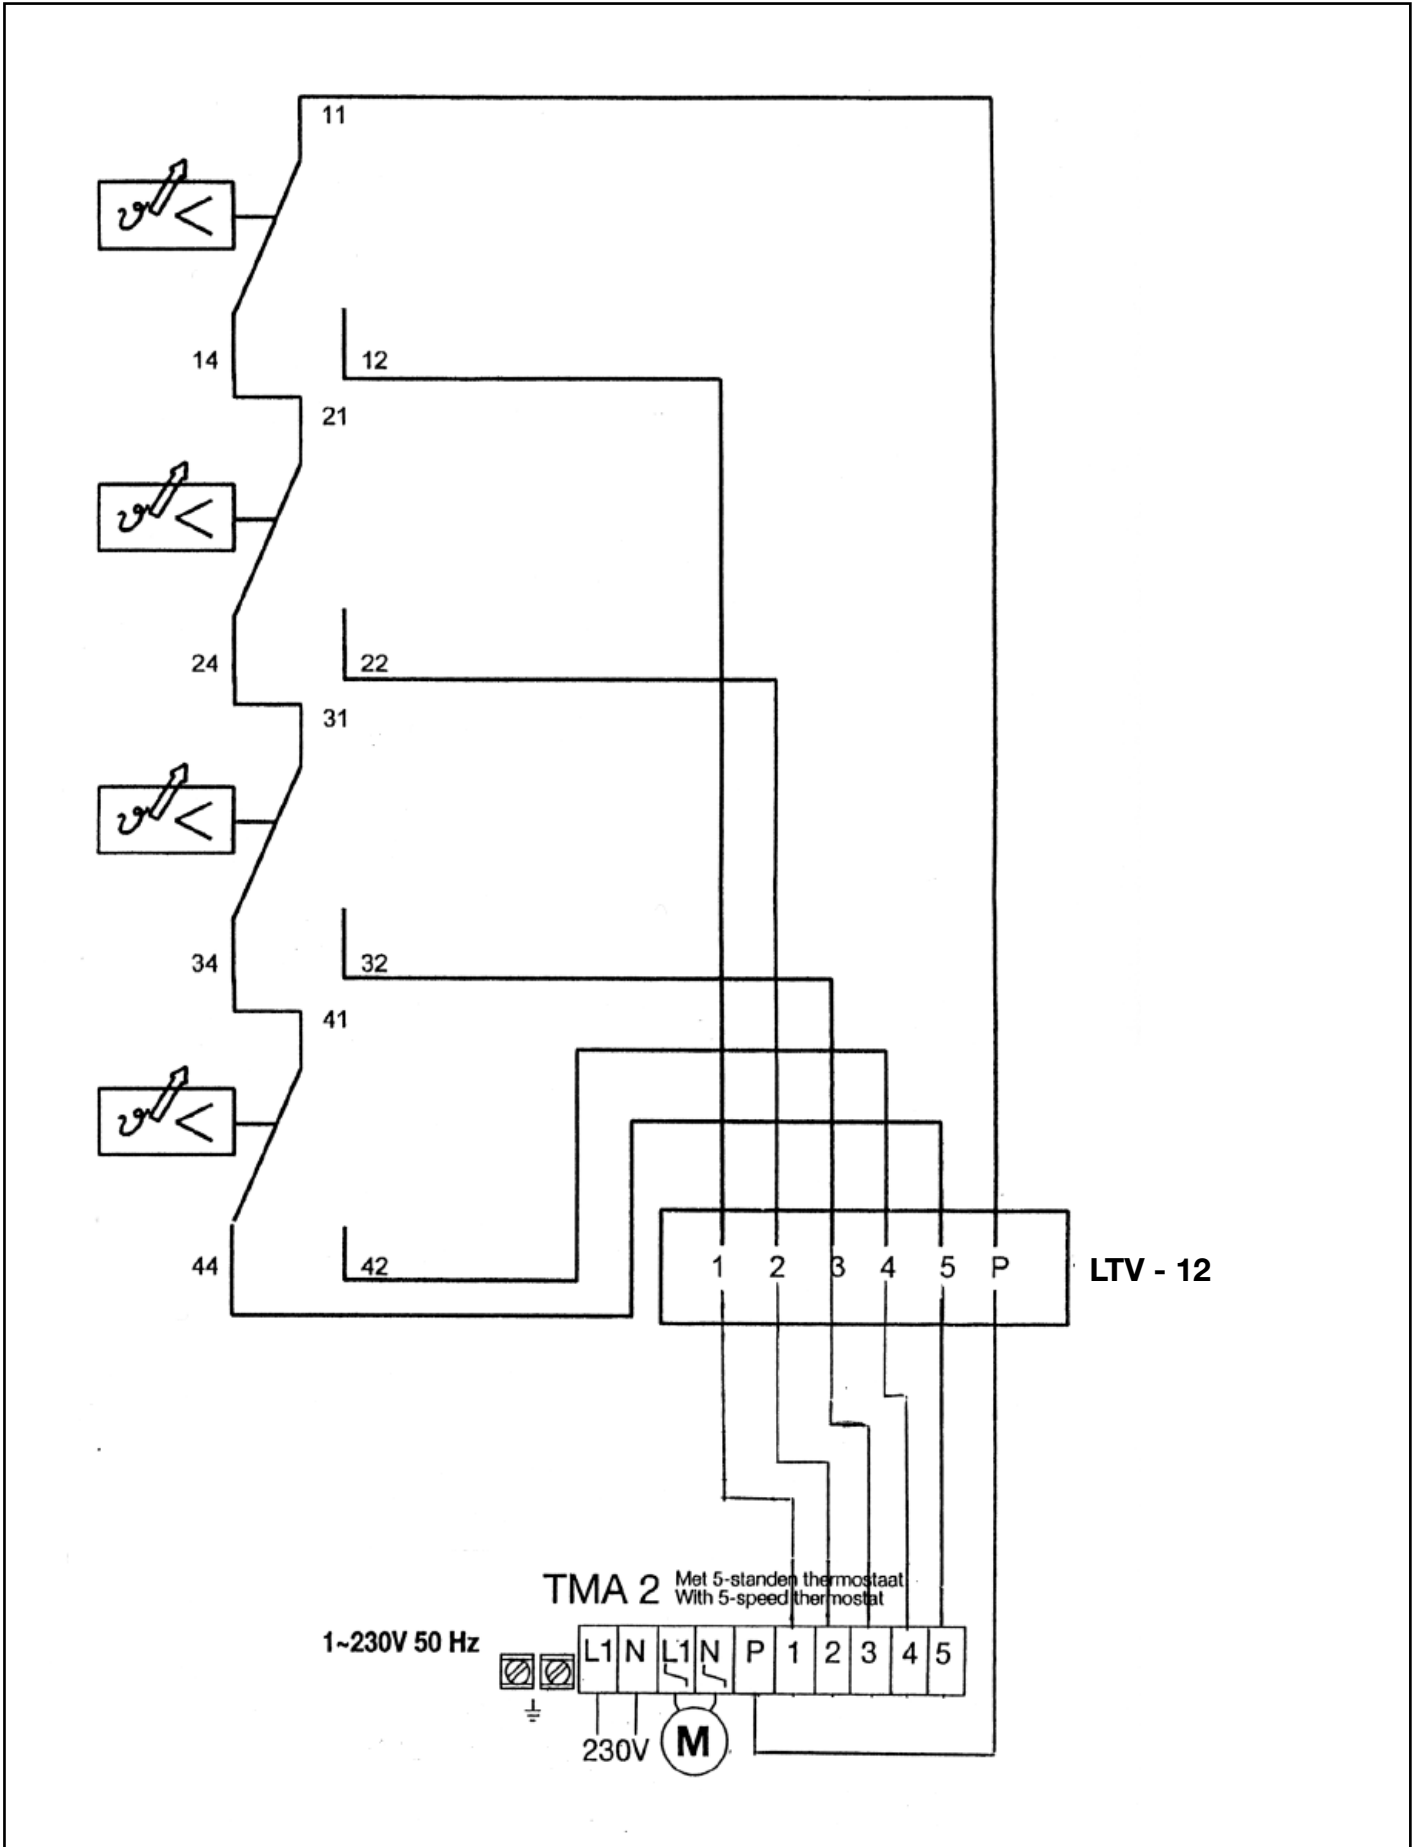 11
ϑ <
14
12
21
ϑ <
24
22
31
ϑ <
34
32
41
ϑ <
44
42
1 2 3 4 5 P
LTV - 12
TMA 2
Met 5-standen thermostaat
With 5-speed thermostat
1~230V 50 Hz
L1 N L1 N P 1 2 3 4 5
230V
M